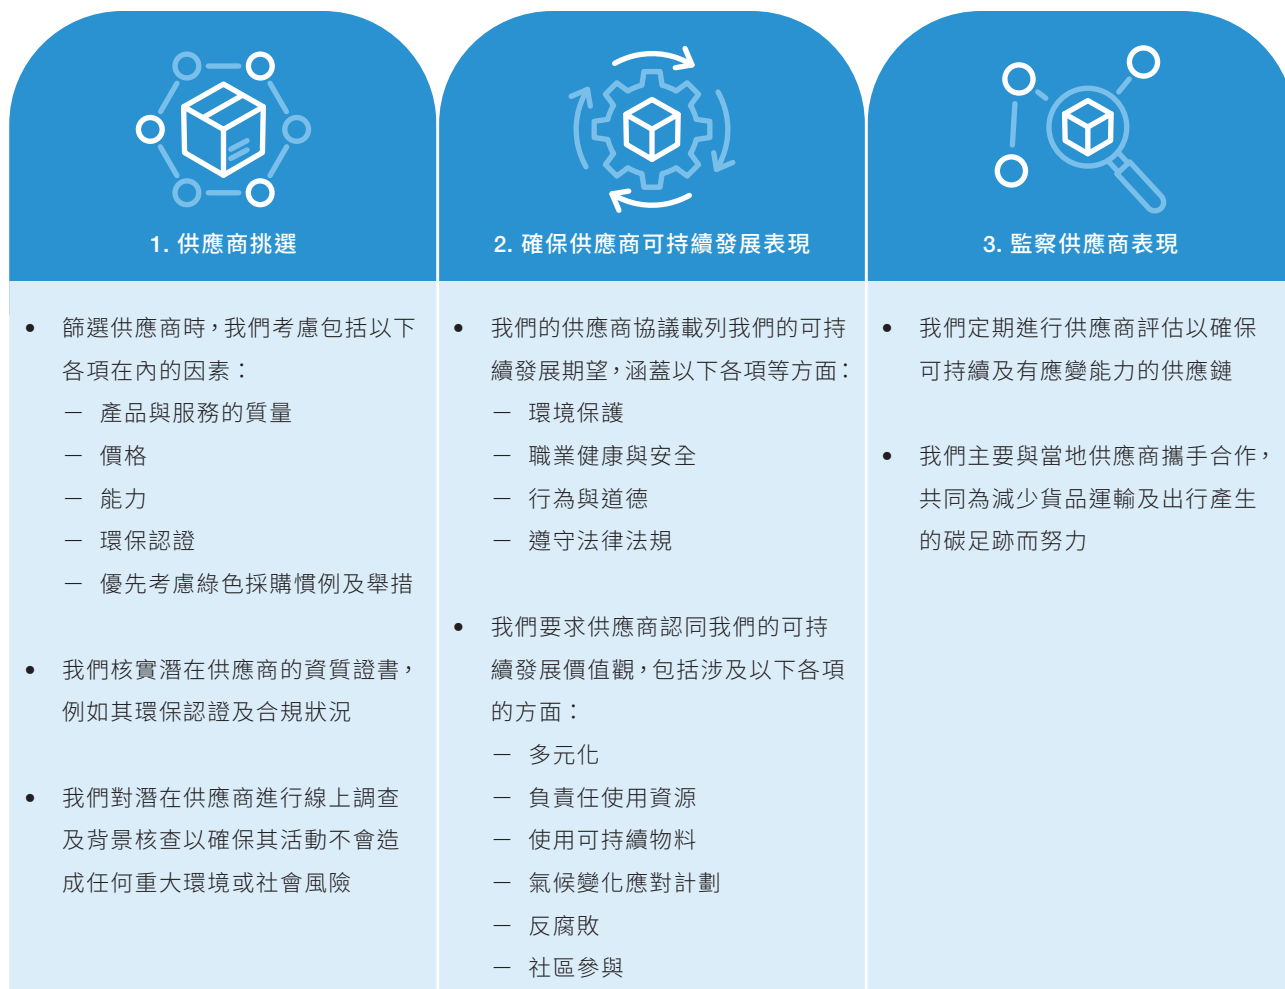 1. 供應商挑選
• 篩選供應商時，我們考慮包括以下
各項在內的因素：
－ 產品與服務的質量
－ 價格
－ 能力
－ 環保認證
－ 優先考慮綠色採購慣例及舉措
• 我們核實潛在供應商的資質證書，
例如其環保認證及合規狀況
• 我們對潛在供應商進行線上調查
及背景核查以確保其活動不會造
成任何重大環境或社會風險
2. 確保供應商可持續發展表現
• 我們的供應商協議載列我們的可持
續發展期望，涵蓋以下各項等方面：
－ 環境保護
－ 職業健康與安全
－ 行為與道德
－ 遵守法律法規
• 我們要求供應商認同我們的可持
續發展價值觀，包括涉及以下各項
的方面：
－ 多元化
－ 負責任使用資源
－ 使用可持續物料
－ 氣候變化應對計劃
－ 反腐敗
－ 社區參與
3. 監察供應商表現
• 我們定期進行供應商評估以確保
可持續及有應變能力的供應鏈
• 我們主要與當地供應商攜手合作，
共同為減少貨品運輸及出行產生
的碳足跡而努力